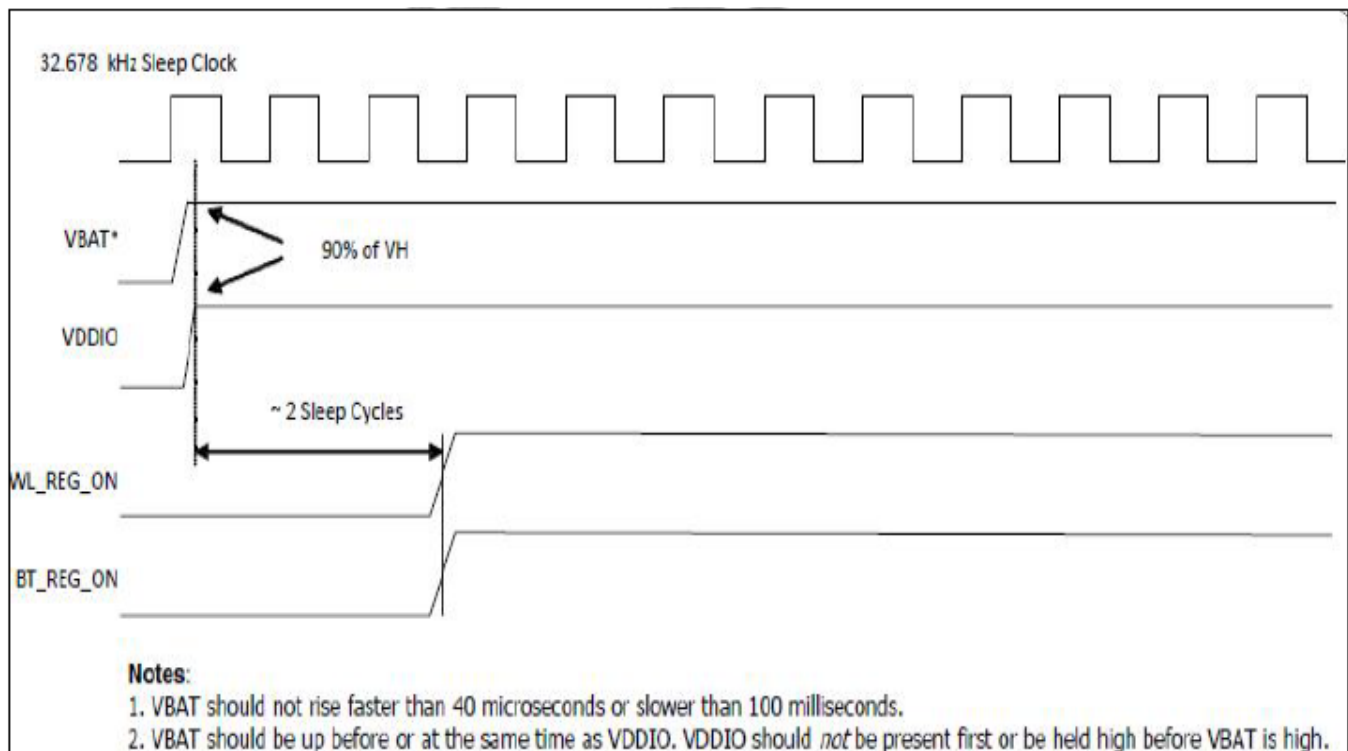 32.678 kHz Sleep Clock
VBAT*
90% of VH
VDDIO
~ 2 Sleep Cycles
WL_REG_ON
BT_REG_ON
Notes:
1. VBAT should not rise faster than 40 microseconds or slower than 100 milliseconds.
2. VBAT should be up before or at the same time as VDDIO. VDDIO should not be present first or be held high before VBAT is high.